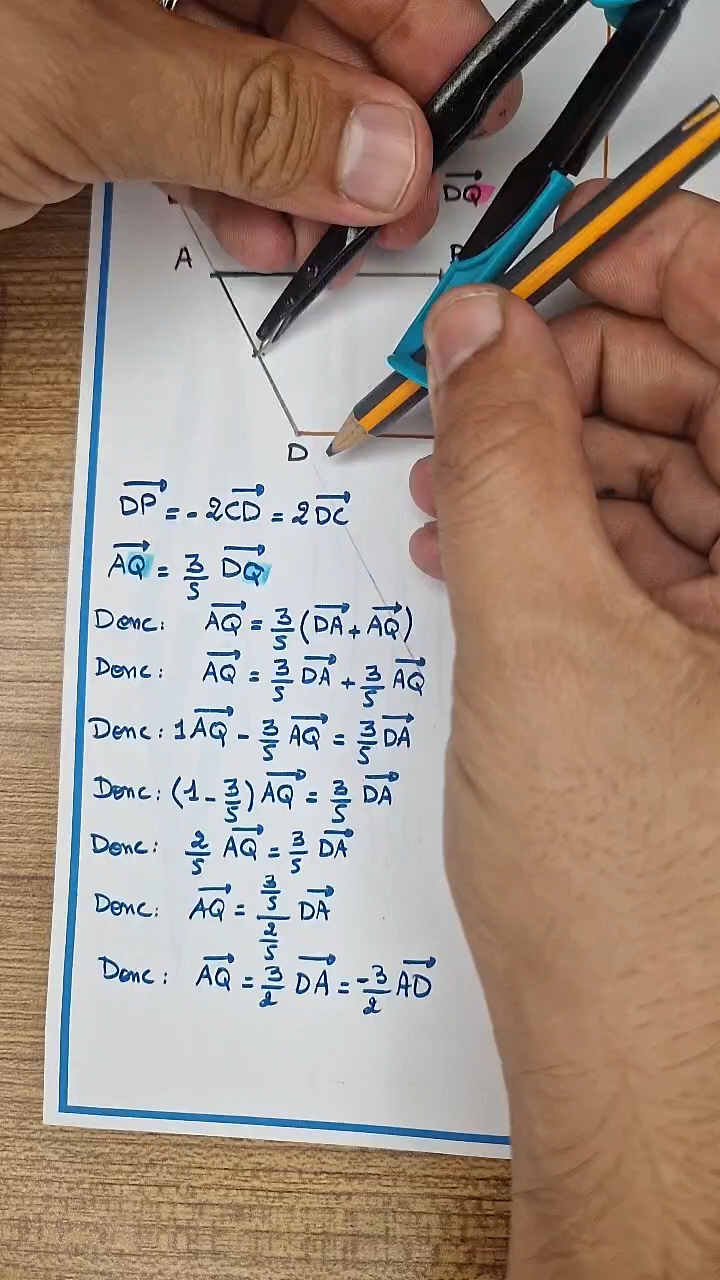 DQ
A
D
DP = - 2CD = 2DC
AQ = 3/5 DQ
Donc: AQ = 3/5 (DA + AQ)
Donc: AQ = 3/5 DA + 3/5 AQ
Donc: 1AQ - 3/5 AQ = 3/5 DA
Donc: (1 - 3/5) AQ = 3/5 DA
Donc: 2/5 AQ = 3/5 DA
Donc: AQ = 3/5 / 2/5 DA
Donc: AQ = 3/2 DA = -3/2 AD